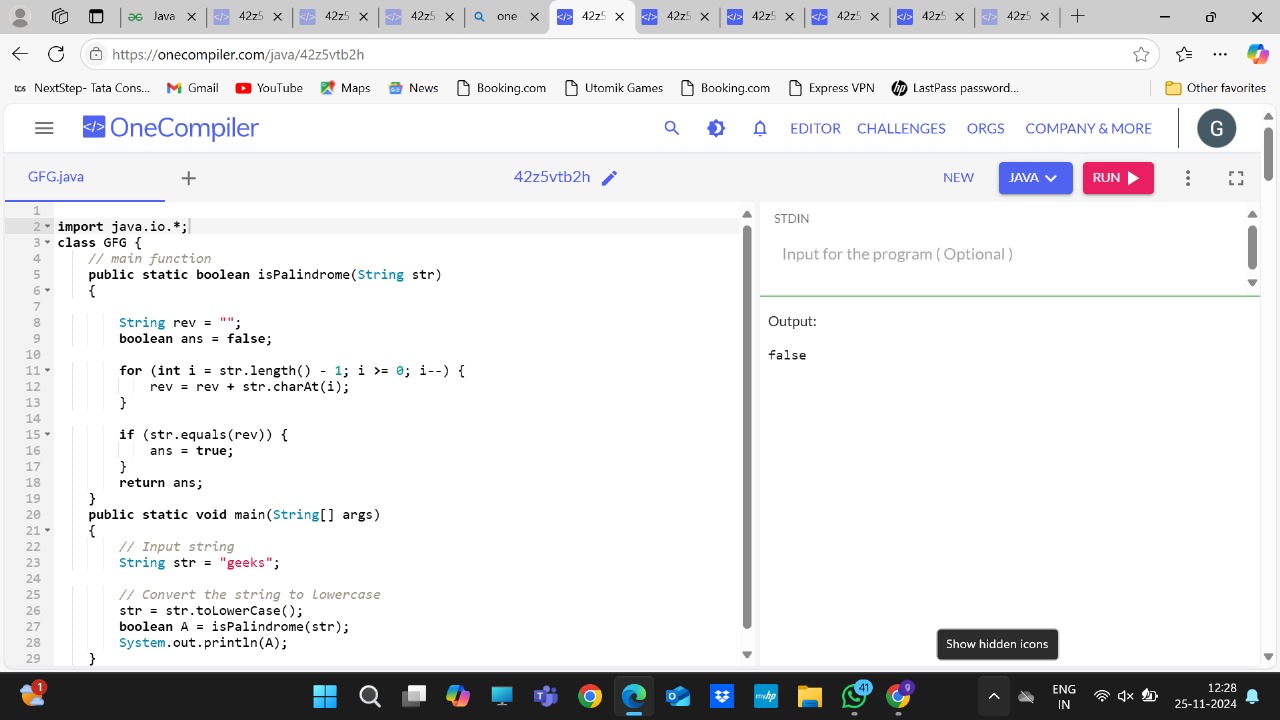 Java
42z5
42z5
42z5
one
42z5
42z5
42z5
42z5
42z5
42z5
https://onecompiler.com/java/42z5vtb2h
tcs NextStep- Tata Cons... Gmail YouTube Maps News Booking.com Utomik Games Booking.com Express VPN LastPass password... Other favorites
</> OneCompiler EDITOR CHALLENGES ORGS COMPANY & MORE G
GFG.java + 42z5vtb2h NEW JAVA RUN
1
2 import java.io.*;
3 class GFG {
4     // main function
5     public static boolean isPalindrome(String str)
6     {
7
8         String rev = "";
9         boolean ans = false;
10
11         for (int i = str.length() - 1; i >= 0; i--) {
12             rev = rev + str.charAt(i);
13         }
14
15         if (str.equals(rev)) {
16             ans = true;
17         }
18         return ans;
19     }
20     public static void main(String[] args)
21     {
22         // Input string
23         String str = "geeks";
24
25         // Convert the string to lowercase
26         str = str.toLowerCase();
27         boolean A = isPalindrome(str);
28         System.out.println(A);
29     }
STDIN
Input for the program ( Optional )
Output:
false
Show hidden icons
1
myhp
41
9
ENG
IN
12:28
25-11-2024